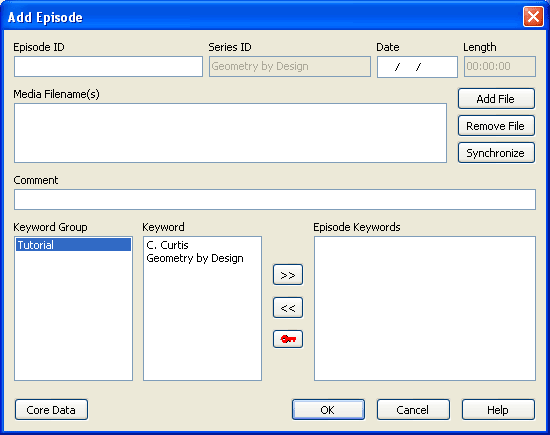 Add Episode
Episode ID Series ID Date Length
Geometry by Design / / 00:00:00
Media Filename(s)
Add File
Remove File
Synchronize
Comment
Keyword Group Keyword Episode Keywords
Tutorial C. Curtis
Geometry by Design
>>
<<
Core Data OK Cancel Help